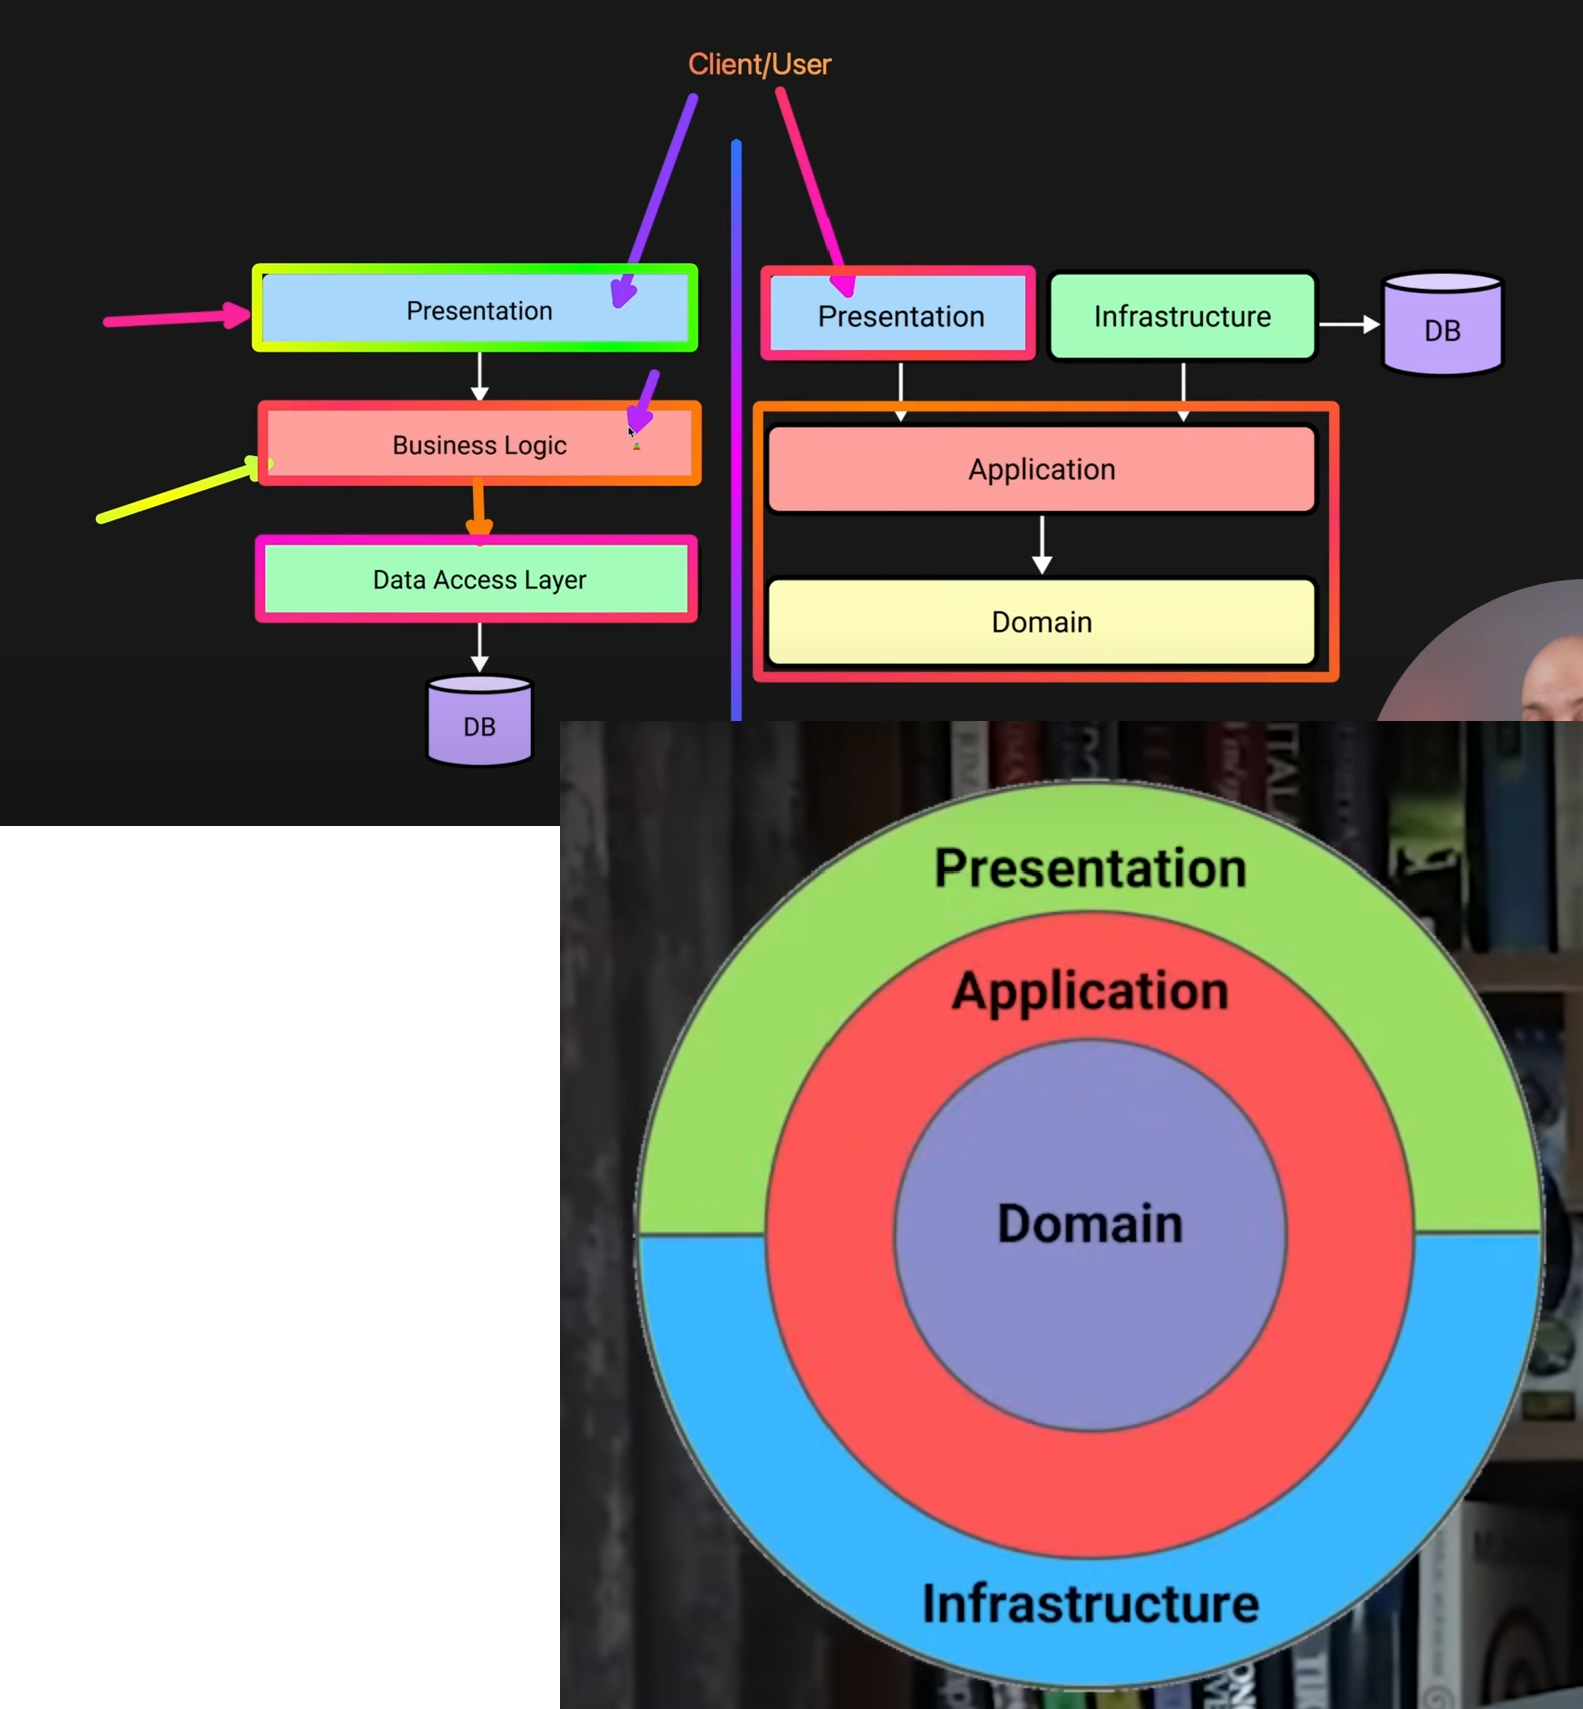 Client/User
Presentation
Business Logic
Data Access Layer
DB
Presentation
Infrastructure
DB
Application
Domain
Presentation
Application
Domain
Infrastructure